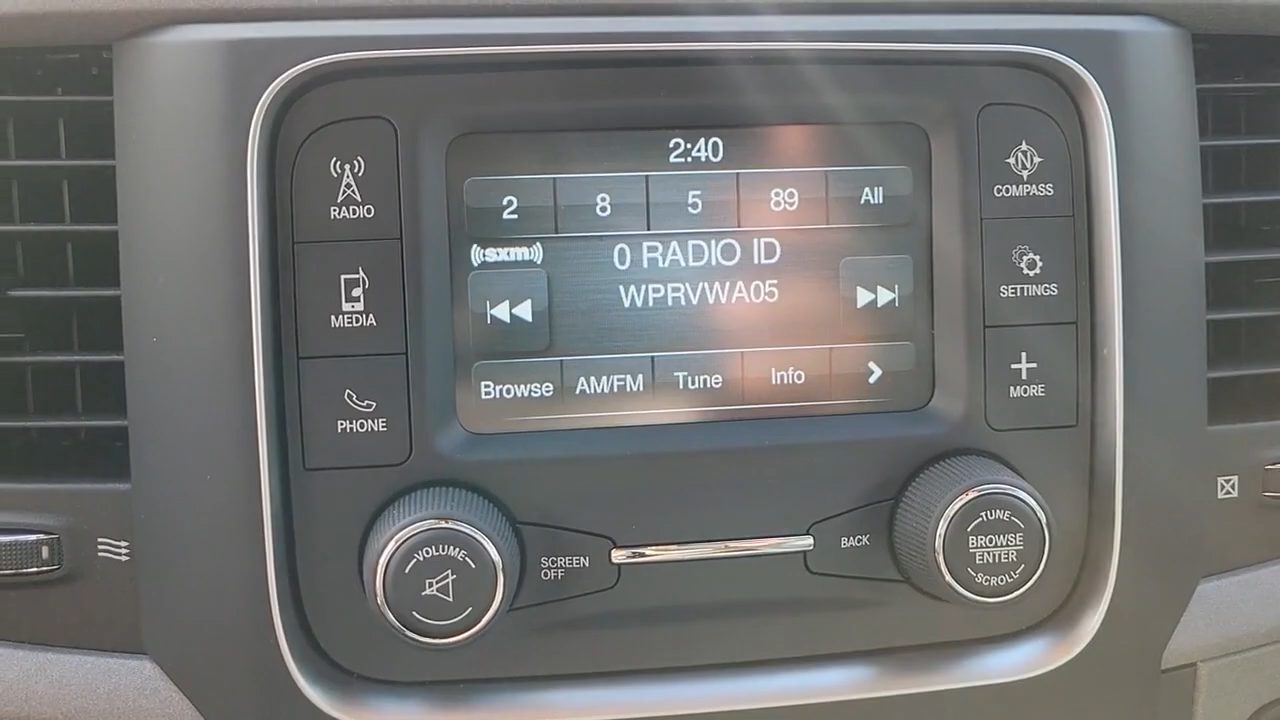 2:40
2 8 5 89 All
((sxm)) 0 RADIO ID
WPRVWA05
Browse AM/FM Tune Info
RADIO
MEDIA
PHONE
N
COMPASS
SETTINGS
MORE
VOLUME
SCREEN
OFF
BACK
TUNE
BROWSE
ENTER
SCROLL